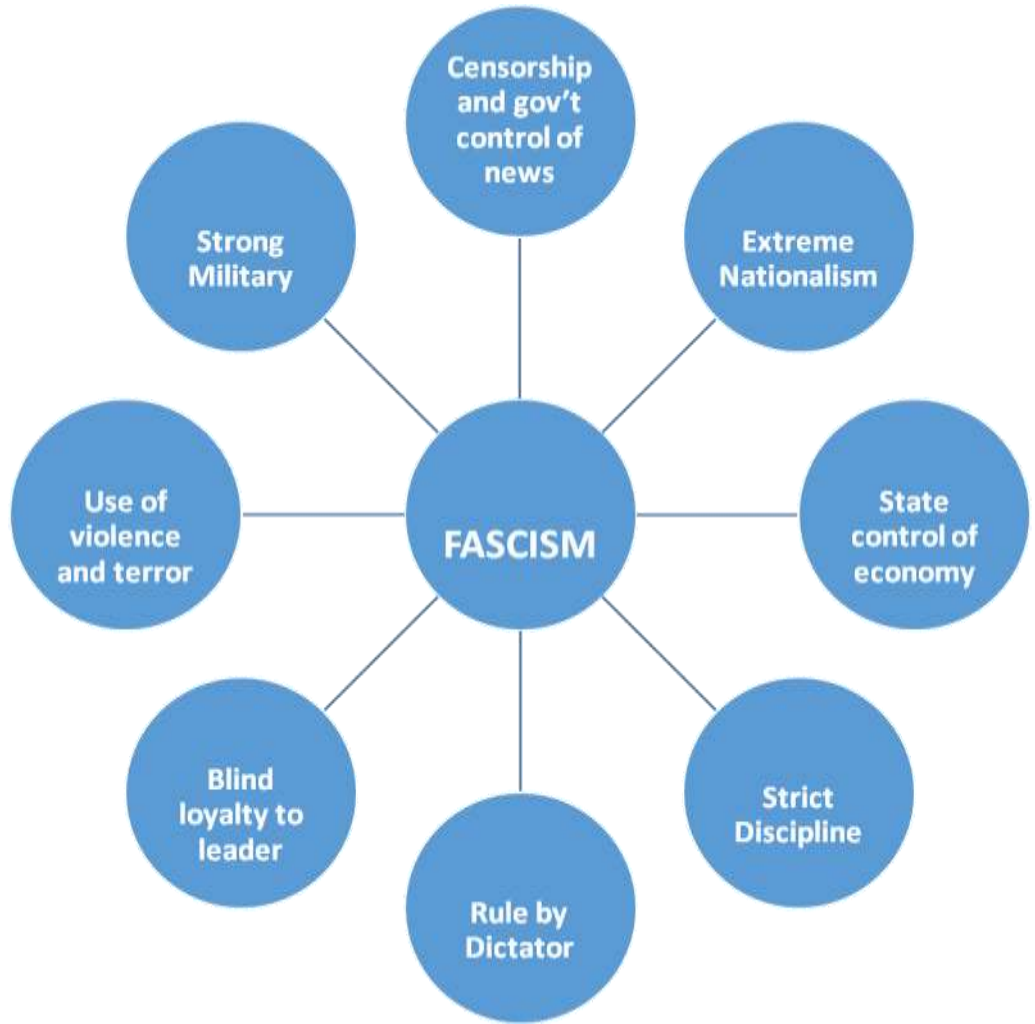 Censorship
and gov't
control of
news
Strong
Military
Extreme
Nationalism
Use of
violence
and terror
FASCISM
State
control of
economy
Blind
loyalty to
leader
Strict
Discipline
Rule by
Dictator